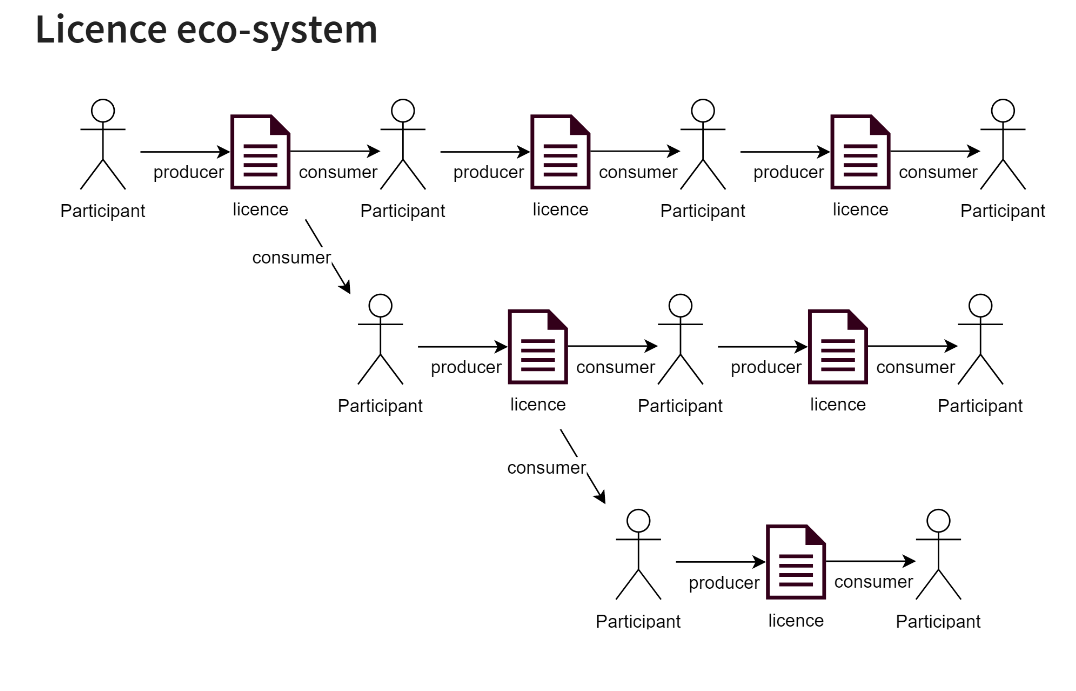 Licence eco-system
producer consumer producer consumer producer consumer
Participant licence Participant licence Participant licence Participant
consumer
producer consumer producer consumer
Participant licence Participant licence Participant
consumer
producer consumer
Participant licence Participant